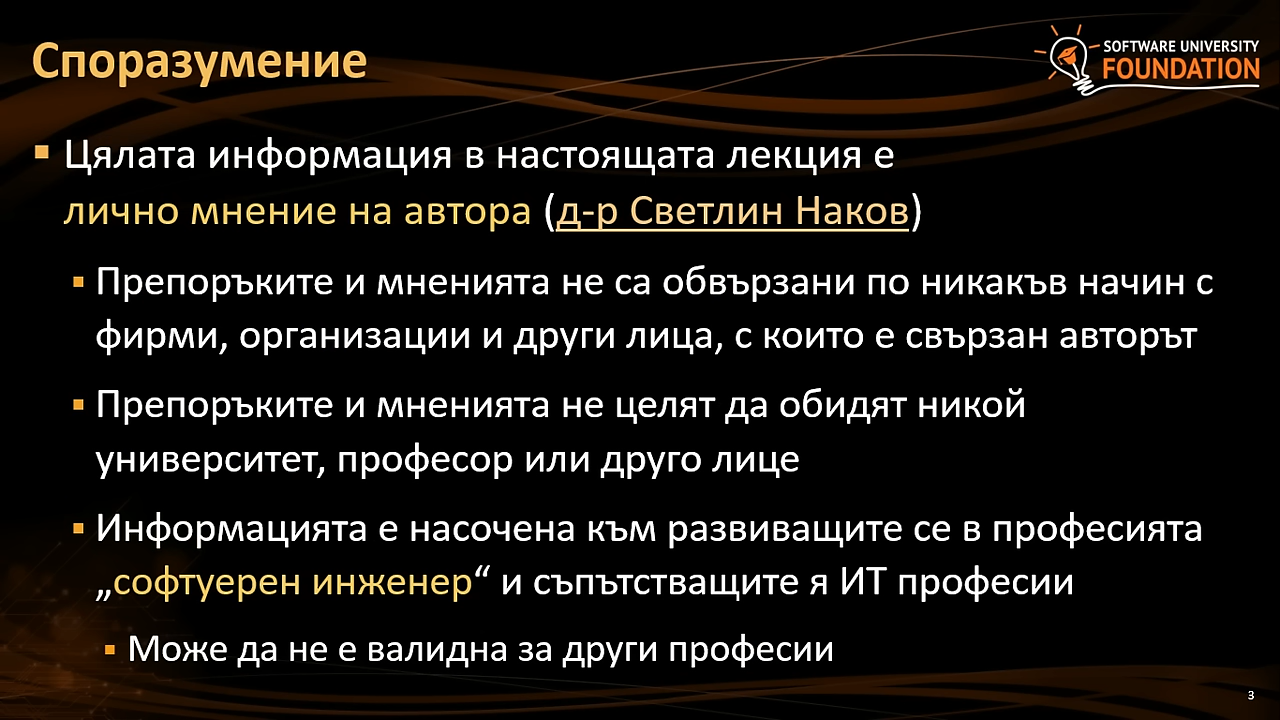 Споразумение
SOFTWARE UNIVERSITY
FOUNDATION
Цялата информация в настоящата лекция е
лично мнение на автора (д-р Светлин Наков)
Препоръките и мненията не са обвързани по никакъв начин с
фирми, организации и други лица, с които е свързан авторът
Препоръките и мненията не целят да обидят никой
университет, професор или друго лице
Информацията е насочена към развиващите се в професията
„софтуерен инженер“ и съпътстващите я ИТ професии
Може да не е валидна за други професии
3